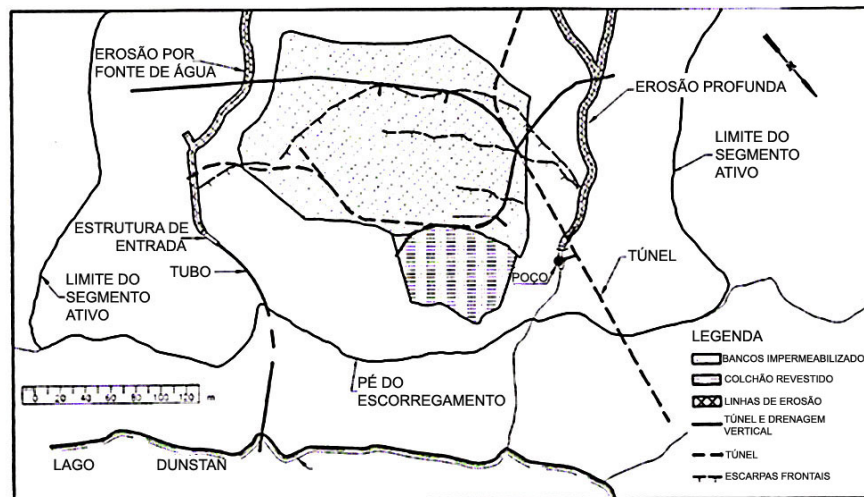 EROSÃO POR
FONTE DE ÁGUA
EROSÃO PROFUNDA
LIMITE DO
SEGMENTO
ATIVO
ESTRUTURA DE
ENTRADA
TUBO
LIMITE DO
SEGMENTO
ATIVO
POÇO
TÚNEL
PÉ DO
ESCORREGAMENTO
0 20 40 60 80 100 120 m
LAGO DUNSTAN
LEGENDA
BANCOS IMPERMEABILIZADO
COLCHÃO REVESTIDO
LINHAS DE EROSÃO
TÚNEL E DRENAGEM
VERTICAL
TÚNEL
ESCARPAS FRONTAIS